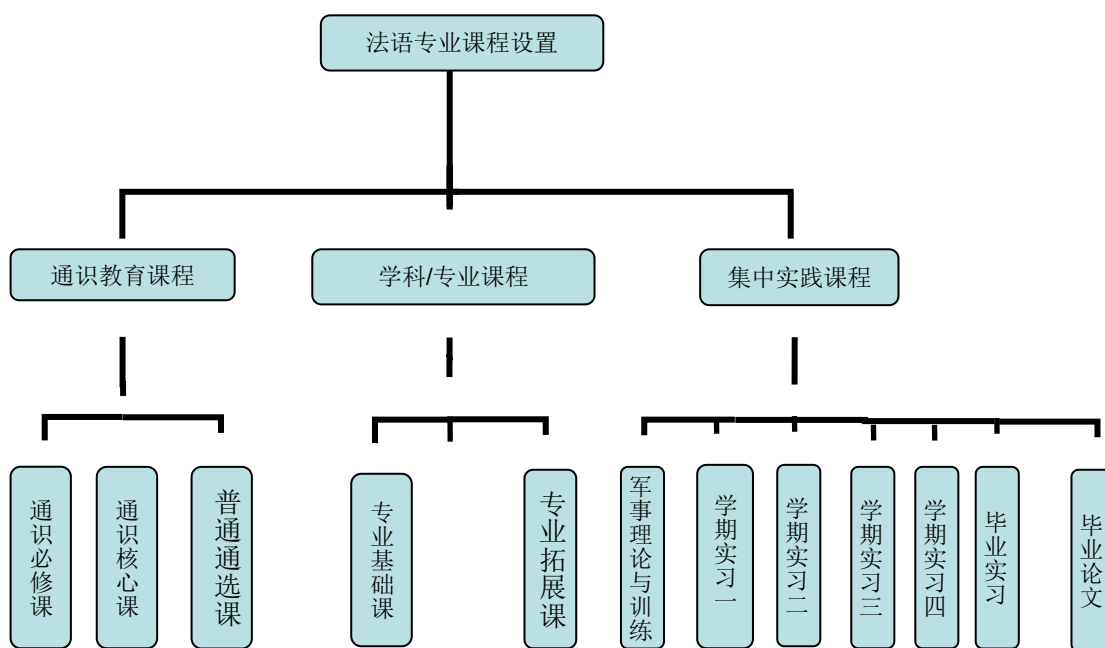 法语专业课程设置
通识教育课程
学科/专业课程
集中实践课程
通识必修课
通识核心课
普通通选课
专业基础课
专业拓展课
军事理论与训练
学期实习一
学期实习二
学期实习三
学期实习四
毕业实习
毕业论文